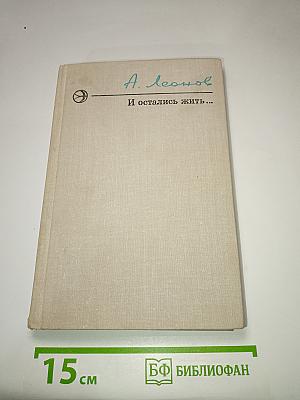 А. Леонов
И остались жить...
15 см
БФ БИБЛИОФАН